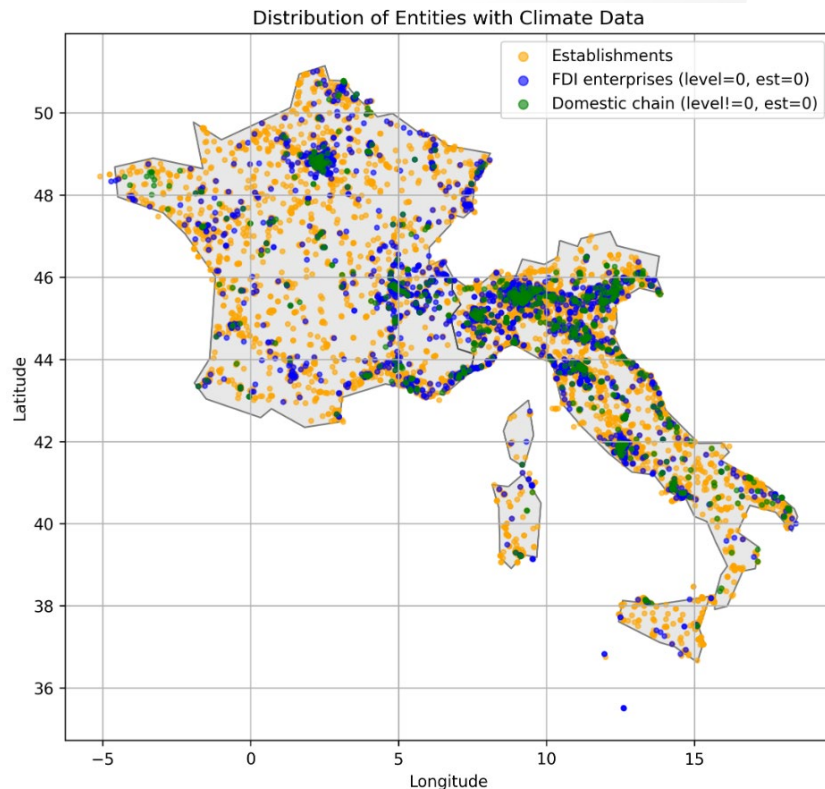 Distribution of Entities with Climate Data
Establishments
FDI enterprises (level=0, est=0)
Domestic chain (level!=0, est=0)
Latitude
50
48
46
44
42
40
38
36
−5
0
5
10
15
Longitude